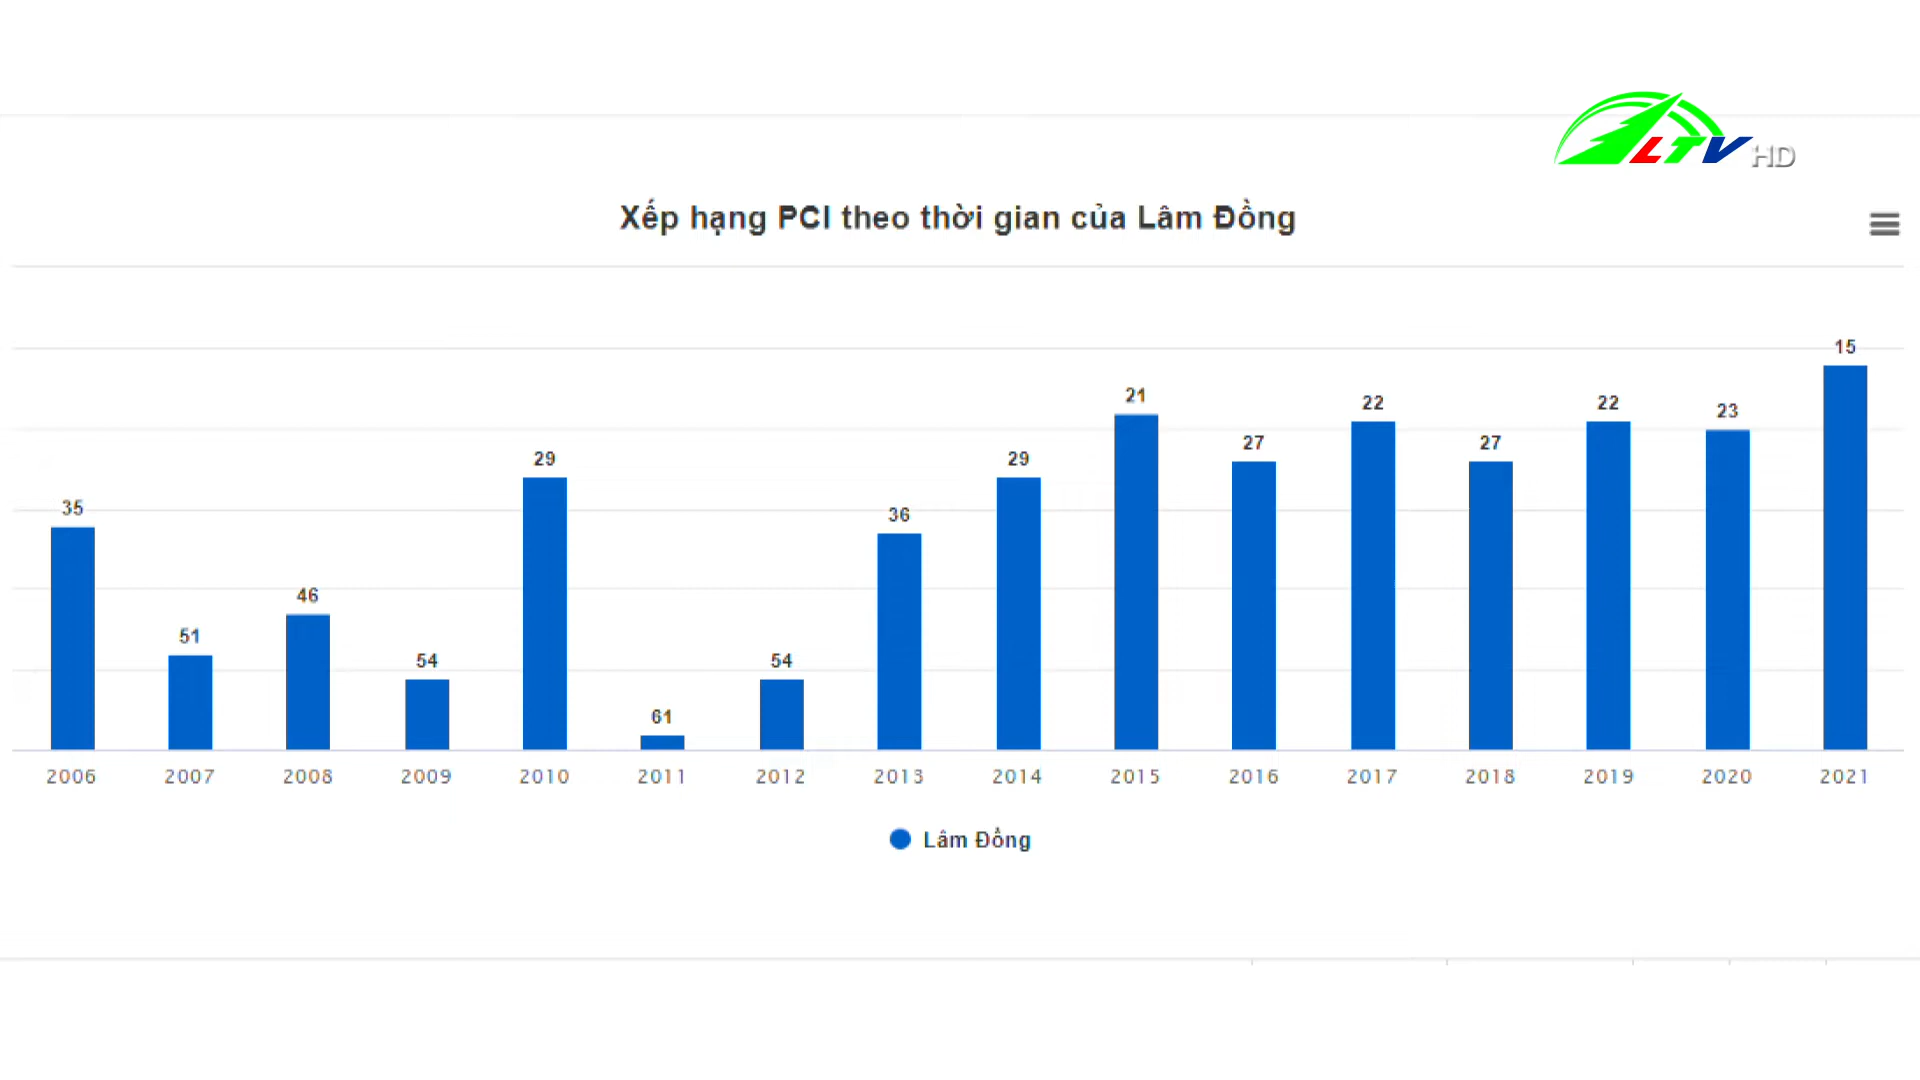 LTV HD
Xếp hạng PCI theo thời gian của Lâm Đồng
35 51 46 54 29 61 54 36 29 21 27 22 27 22 23 15
2006 2007 2008 2009 2010 2011 2012 2013 2014 2015 2016 2017 2018 2019 2020 2021
Lâm Đồng